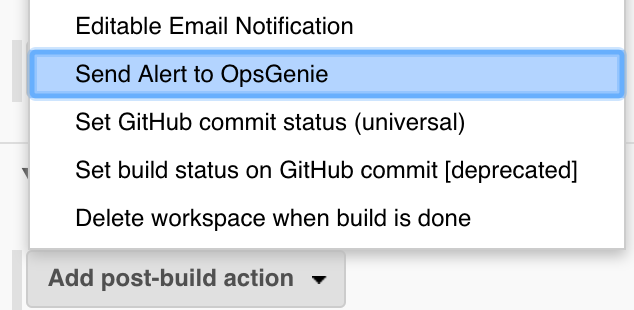 Editable Email Notification
Send Alert to OpsGenie
Set GitHub commit status (universal)
Set build status on GitHub commit [deprecated]
Delete workspace when build is done
Add post-build action